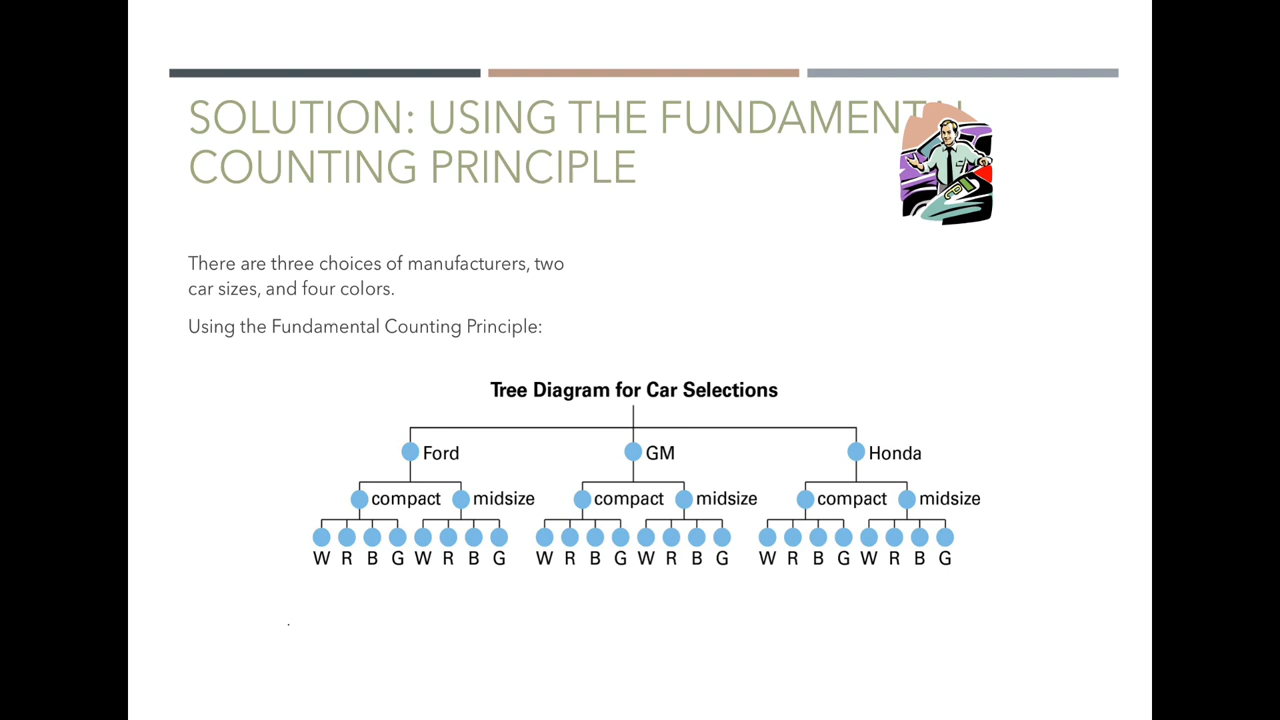 SOLUTION: USING THE FUNDAMENTAL
COUNTING PRINCIPLE
There are three choices of manufacturers, two
car sizes, and four colors.
Using the Fundamental Counting Principle:
Tree Diagram for Car Selections
Ford GM Honda
compact midsize compact midsize compact midsize
W R B G W R B G W R B G W R B G W R B G W R B G
.